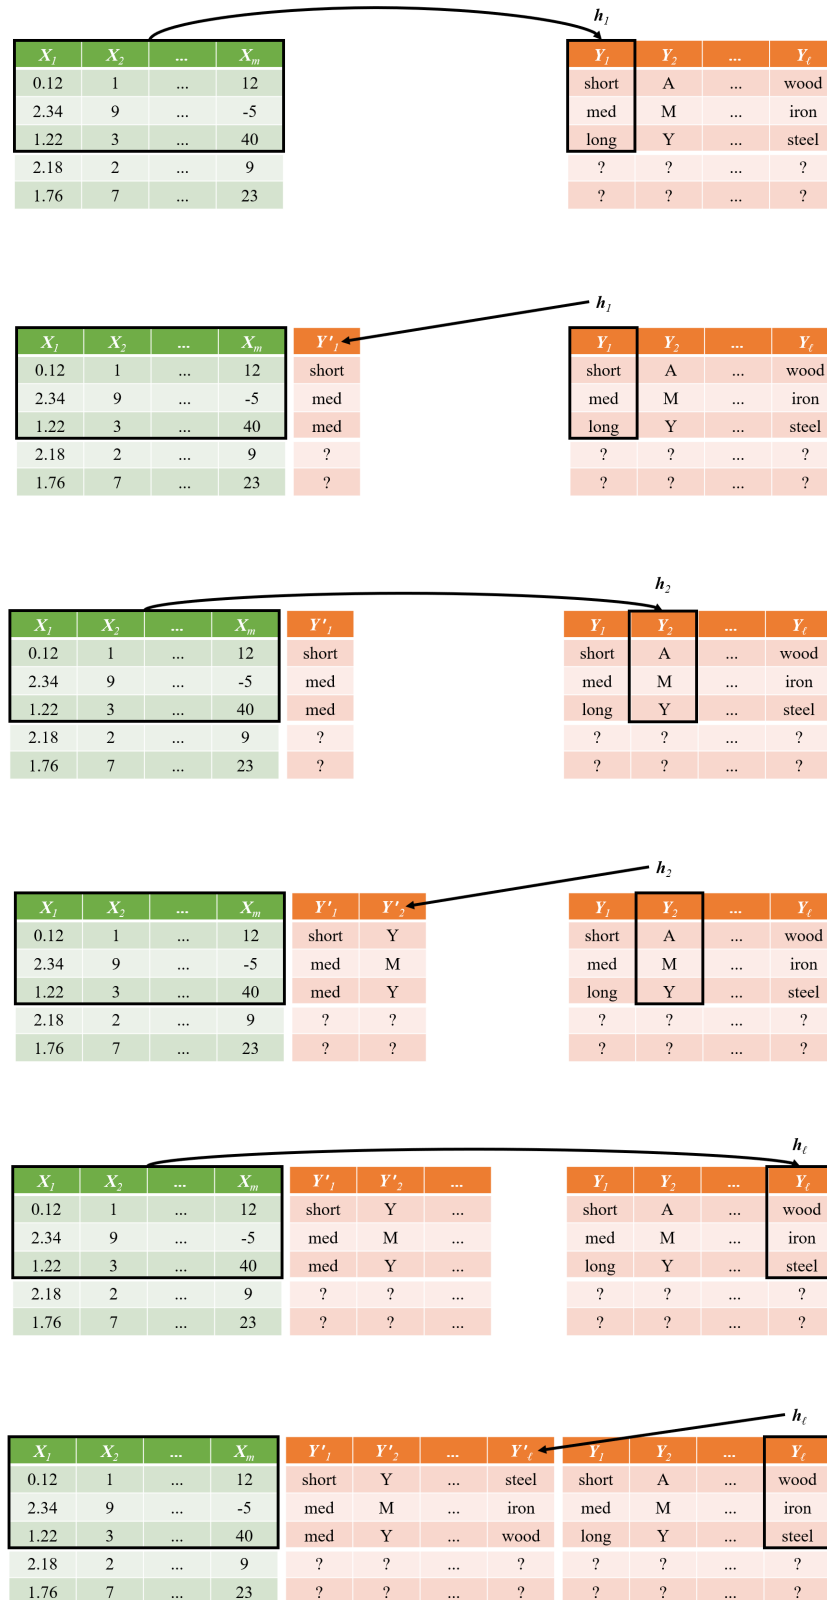 h1
X1 X2 ... Xm Y1 Y2 ... Yℓ
0.12 1 ... 12 short A ... wood
2.34 9 ... -5 med M ... iron
1.22 3 ... 40 long Y ... steel
2.18 2 ... 9 ? ? ... ?
1.76 7 ... 23 ? ? ... ?
h1
X1 X2 ... Xm Y'1 Y1 Y2 ... Yℓ
0.12 1 ... 12 short short A ... wood
2.34 9 ... -5 med med M ... iron
1.22 3 ... 40 med long Y ... steel
2.18 2 ... 9 ? ? ? ... ?
1.76 7 ... 23 ? ? ? ... ?
h2
X1 X2 ... Xm Y'1 Y1 Y2 ... Yℓ
0.12 1 ... 12 short short A ... wood
2.34 9 ... -5 med med M ... iron
1.22 3 ... 40 med long Y ... steel
2.18 2 ... 9 ? ? ? ... ?
1.76 7 ... 23 ? ? ? ... ?
h2
X1 X2 ... Xm Y'1 Y'2 Y1 Y2 ... Yℓ
0.12 1 ... 12 short Y short A ... wood
2.34 9 ... -5 med M med M ... iron
1.22 3 ... 40 med Y long Y ... steel
2.18 2 ... 9 ? ? ? ? ... ?
1.76 7 ... 23 ? ? ? ? ... ?
hℓ
X1 X2 ... Xm Y'1 Y'2 ... Y1 Y2 ... Yℓ
0.12 1 ... 12 short Y ... short A ... wood
2.34 9 ... -5 med M ... med M ... iron
1.22 3 ... 40 med Y ... long Y ... steel
2.18 2 ... 9 ? ? ... ? ? ... ?
1.76 7 ... 23 ? ? ... ? ? ... ?
hℓ
X1 X2 ... Xm Y'1 Y'2 ... Y'ℓ Y1 Y2 ... Yℓ
0.12 1 ... 12 short Y ... steel short A ... wood
2.34 9 ... -5 med M ... iron med M ... iron
1.22 3 ... 40 med Y ... wood long Y ... steel
2.18 2 ... 9 ? ? ... ? ? ? ... ?
1.76 7 ... 23 ? ? ... ? ? ? ... ?